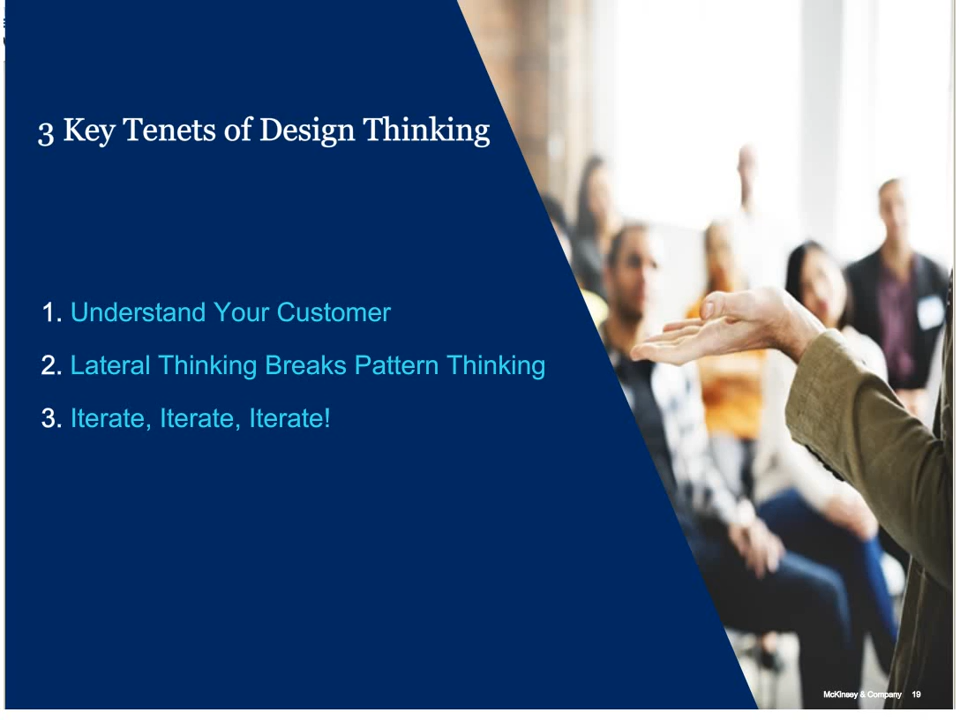 3 Key Tenets of Design Thinking
1. Understand Your Customer
2. Lateral Thinking Breaks Pattern Thinking
3. Iterate, Iterate, Iterate!
McKinsey & Company 19